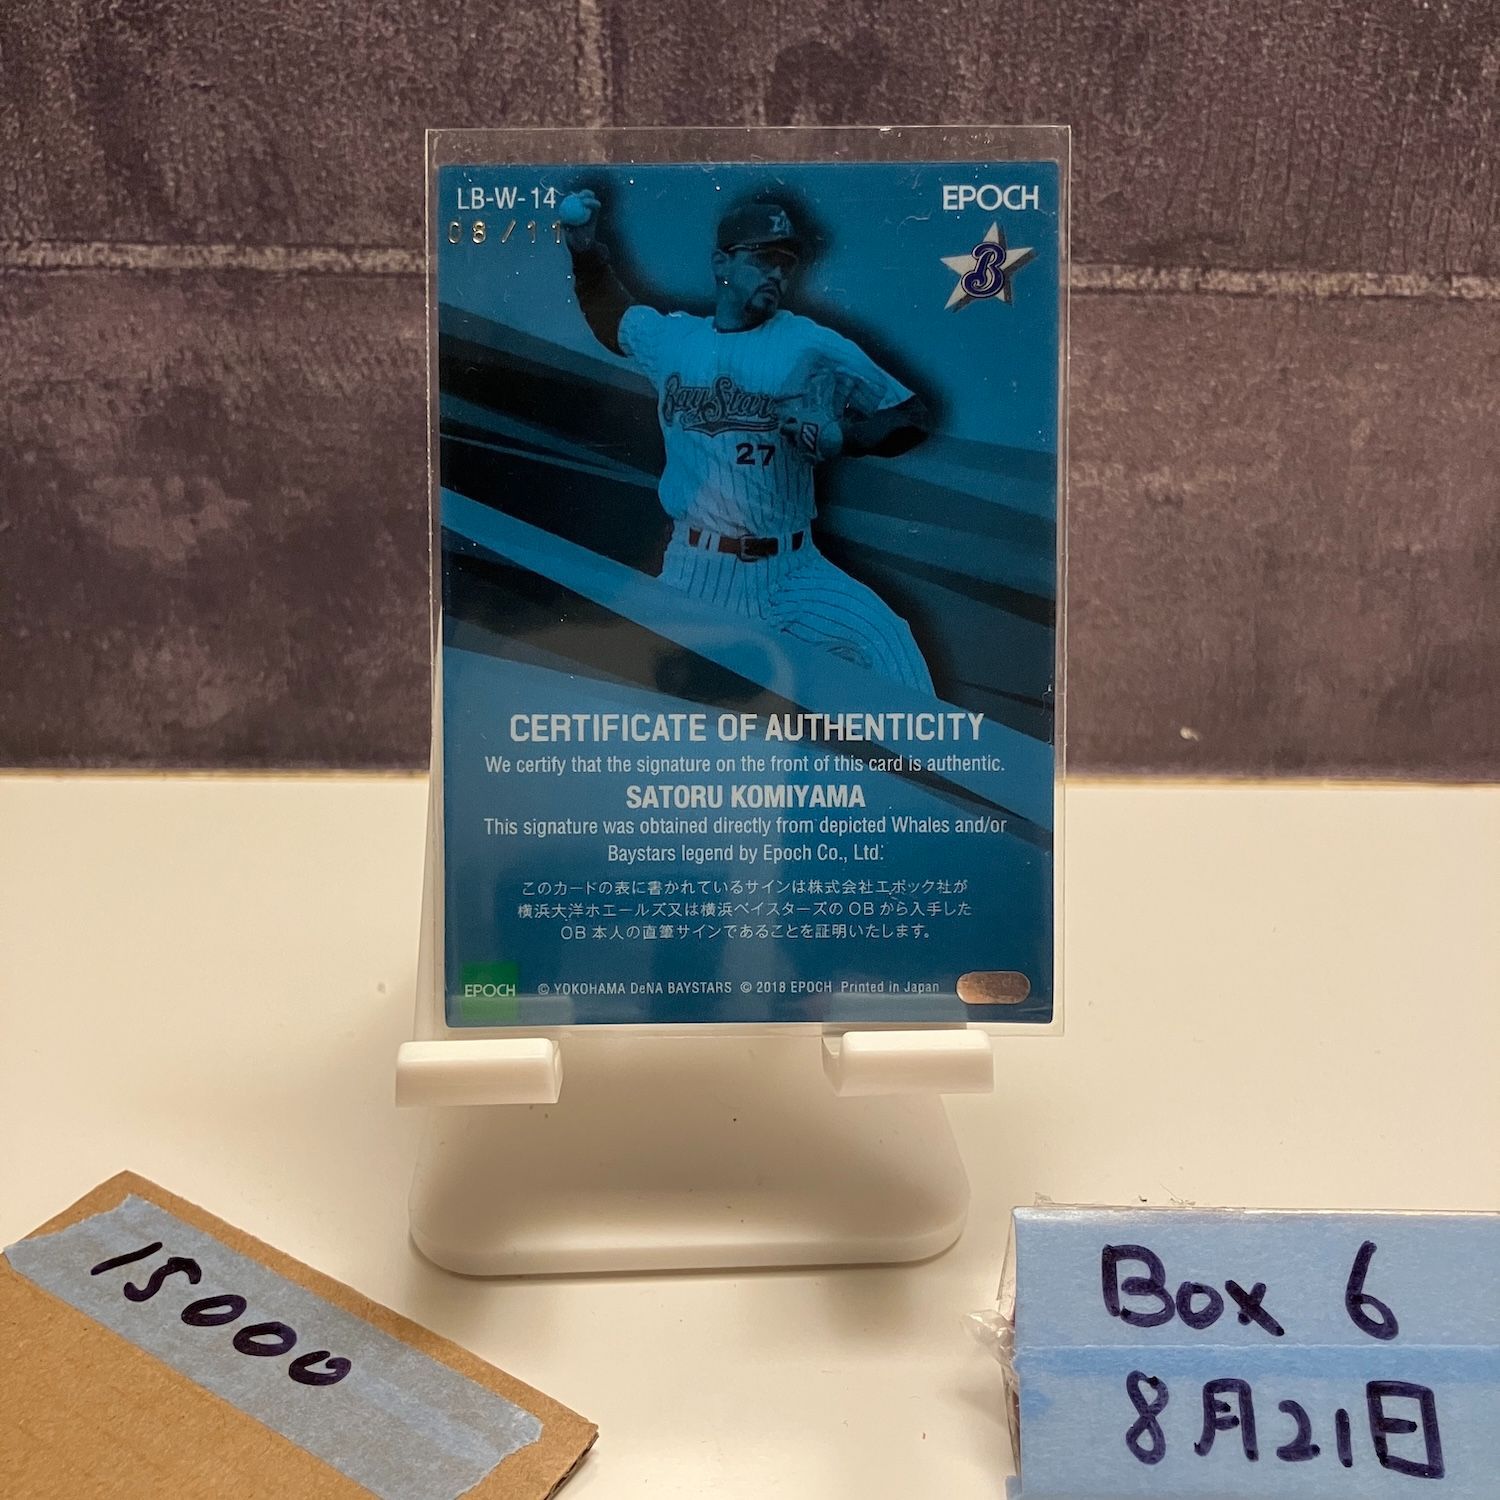 LB-W-14
EPOCH
08/11
B
BayStars
27
CERTIFICATE OF AUTHENTICITY
We certify that the signature on the front of this card is authentic.
SATORU KOMIYAMA
This signature was obtained directly from depicted Whales and/or
Baystars legend by Epoch Co., Ltd.
このカードの表に書かれているサインは株式会社エポック社が
横浜大洋ホエールズ又は横浜ベイスターズの OB から入手した
OB 本人の直筆サインであることを証明いたします。
EPOCH © YOKOHAMA DeNA BAYSTARS © 2018 EPOCH Printed in Japan
15000
Box 6
8月21日